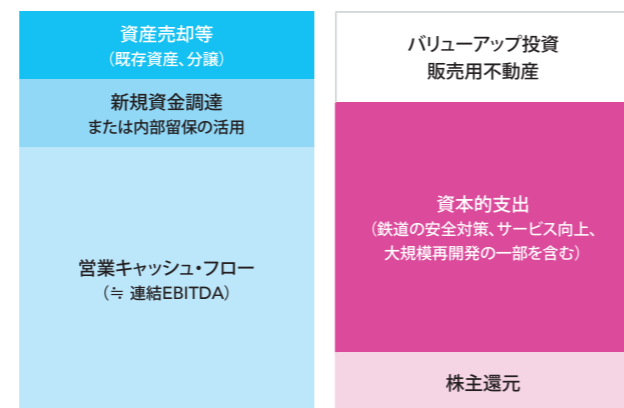 資産売却等
（既存資産、分譲）
新規資金調達
または内部留保の活用
営業キャッシュ・フロー
（≒ 連結EBITDA）
バリューアップ投資
販売用不動産
資本的支出
（鉄道の安全対策、サービス向上、
大規模再開発の一部を含む）
株主還元